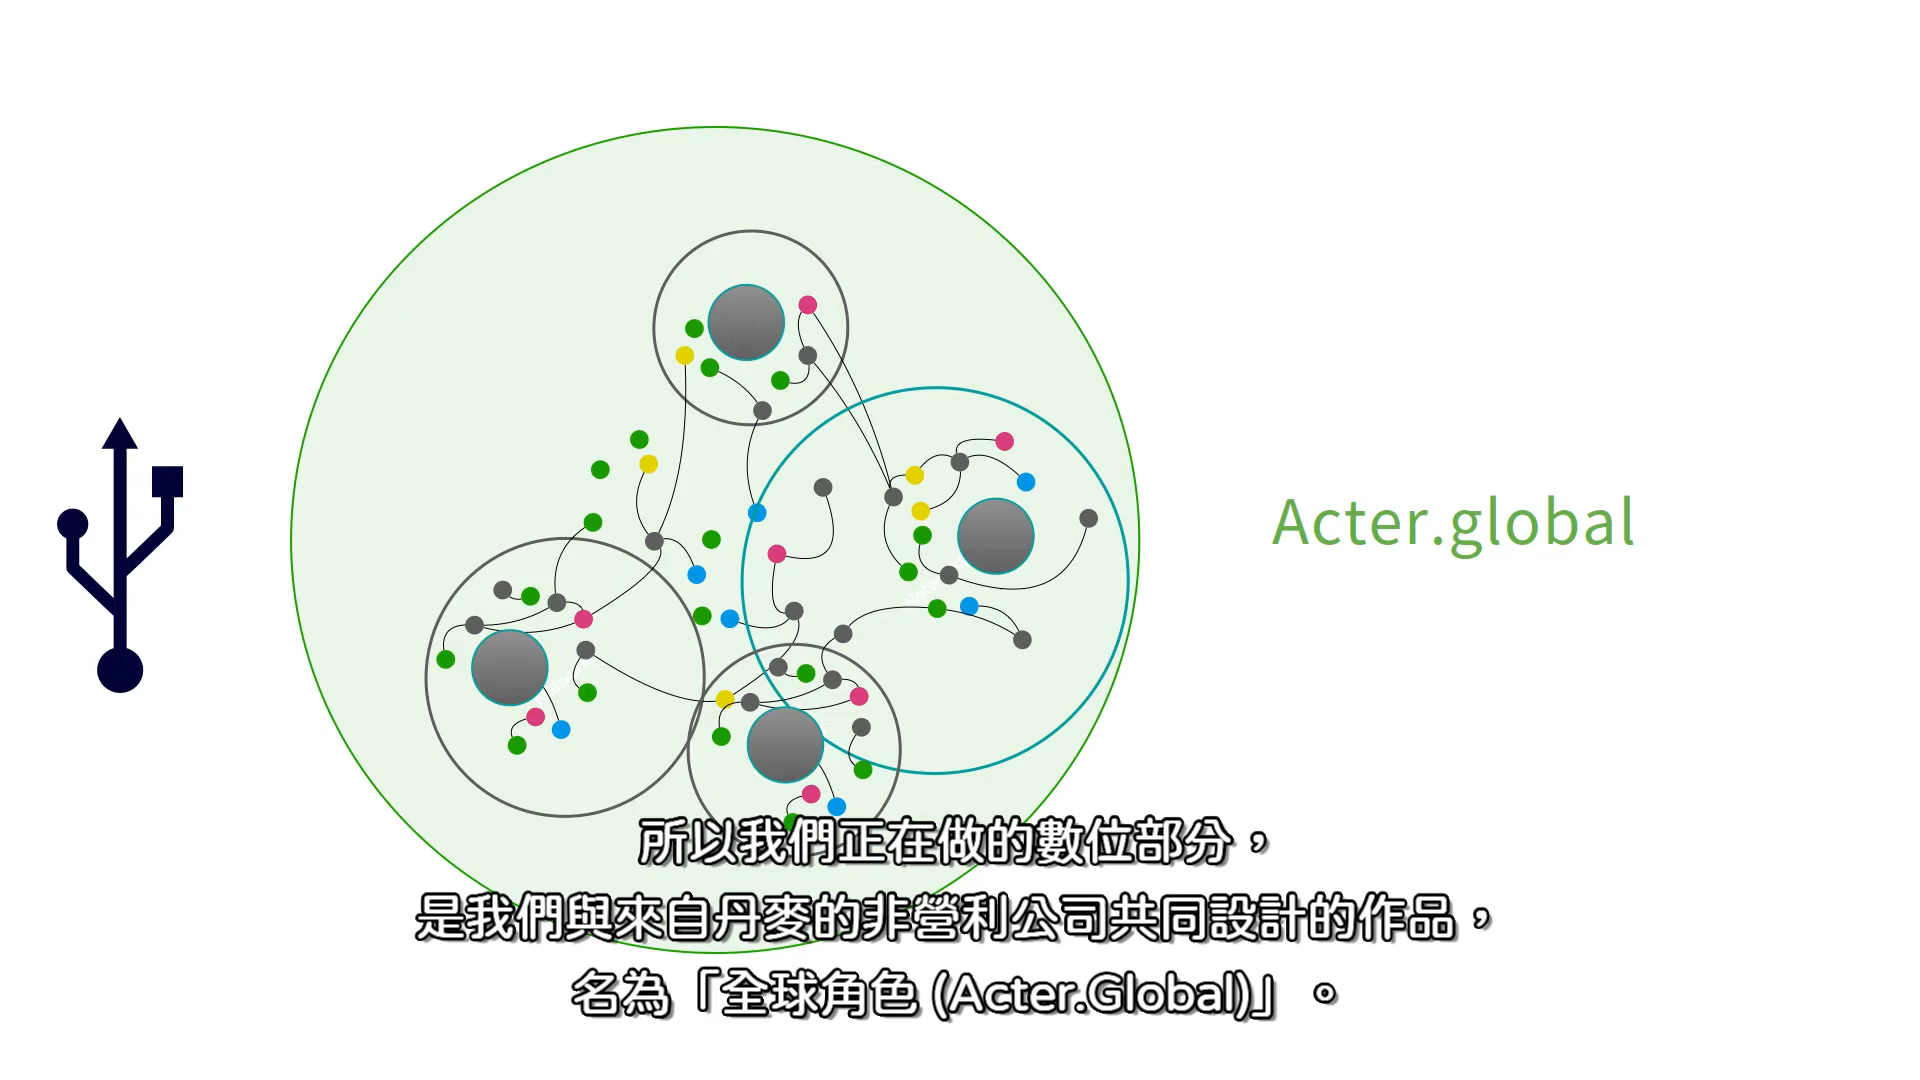 Acter.global
所以我們正在做的數位部分，
是我們與來自丹麥的非營利公司共同設計的作品，
名為「全球角色 (Acter.Global)」。